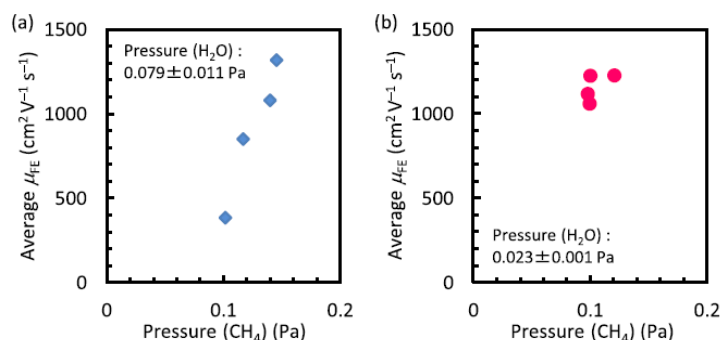 (a)
1500
1000
500
0
Average μFE (cm² V⁻¹ s⁻¹)
Pressure (H₂O) :
0.079±0.011 Pa
0
0.1
0.2
Pressure (CH₄) (Pa)
(b)
1500
1000
500
0
Average μFE (cm² V⁻¹ s⁻¹)
Pressure (H₂O) :
0.023±0.001 Pa
0
0.1
0.2
Pressure (CH₄) (Pa)